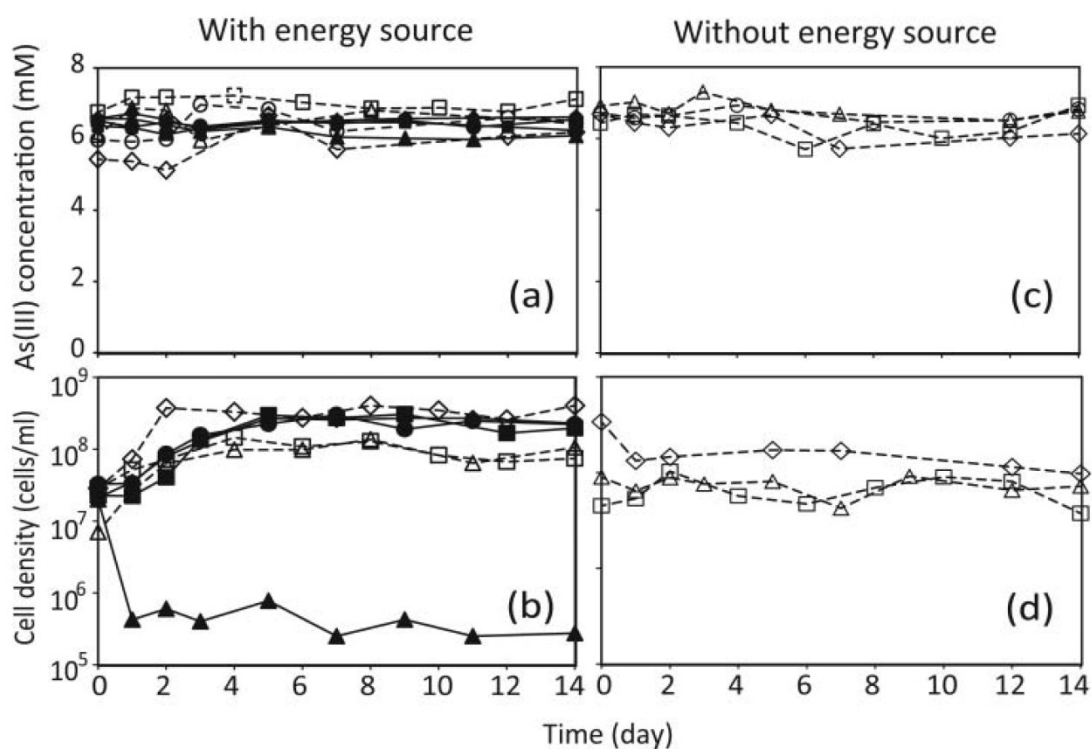 With energy source
Without energy source
As(III) concentration (mM)
8
6
4
2
0
(a)
(c)
Cell density (cells/ml)
10⁹
10⁸
10⁷
10⁶
10⁵
(b)
(d)
0 2 4 6 8 10 12 14
0 2 4 6 8 10 12 14
Time (day)